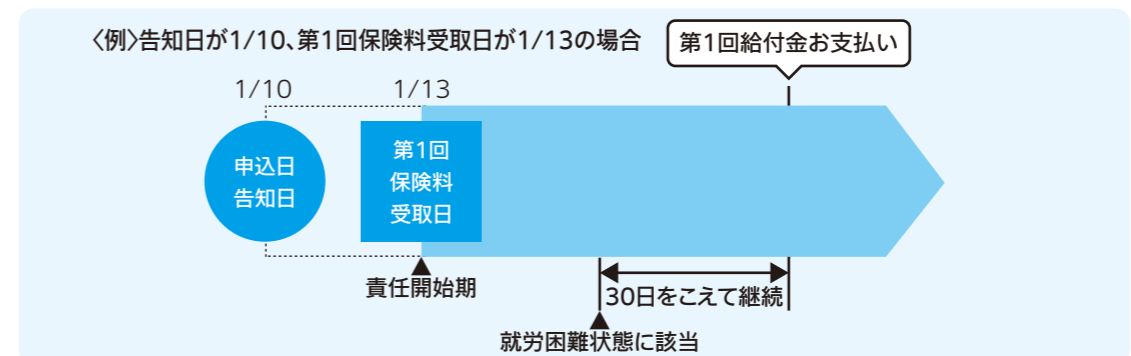 〈例〉告知日が1/10、第1回保険料受取日が1/13の場合
第1回給付金お支払い
1/10
1/13
申込日
告知日
第1回
保険料
受取日
責任開始期
30日をこえて継続
就労困難状態に該当